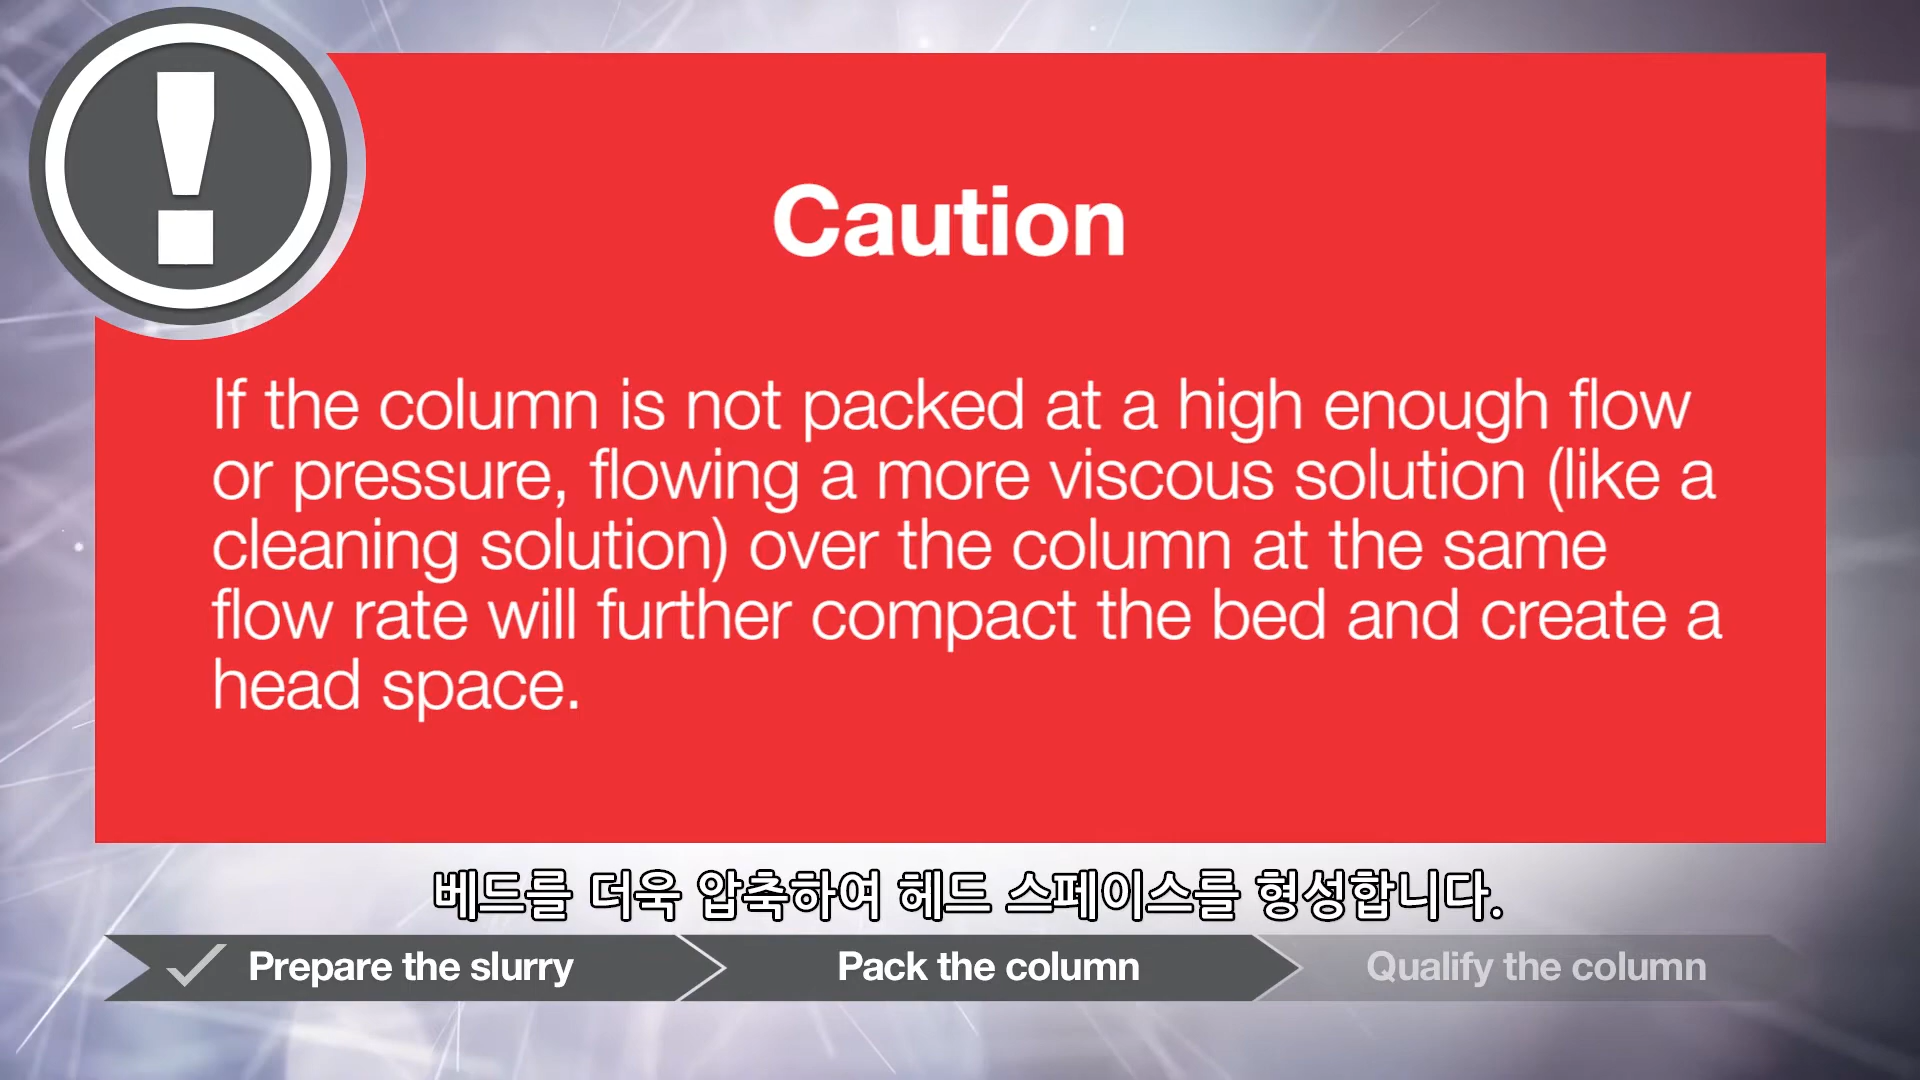 Caution
If the column is not packed at a high enough flow
or pressure, flowing a more viscous solution (like a
cleaning solution) over the column at the same
flow rate will further compact the bed and create a
head space.
베드를 더욱 압축하여 헤드 스페이스를 형성합니다.
Prepare the slurry
Pack the column
Qualify the column